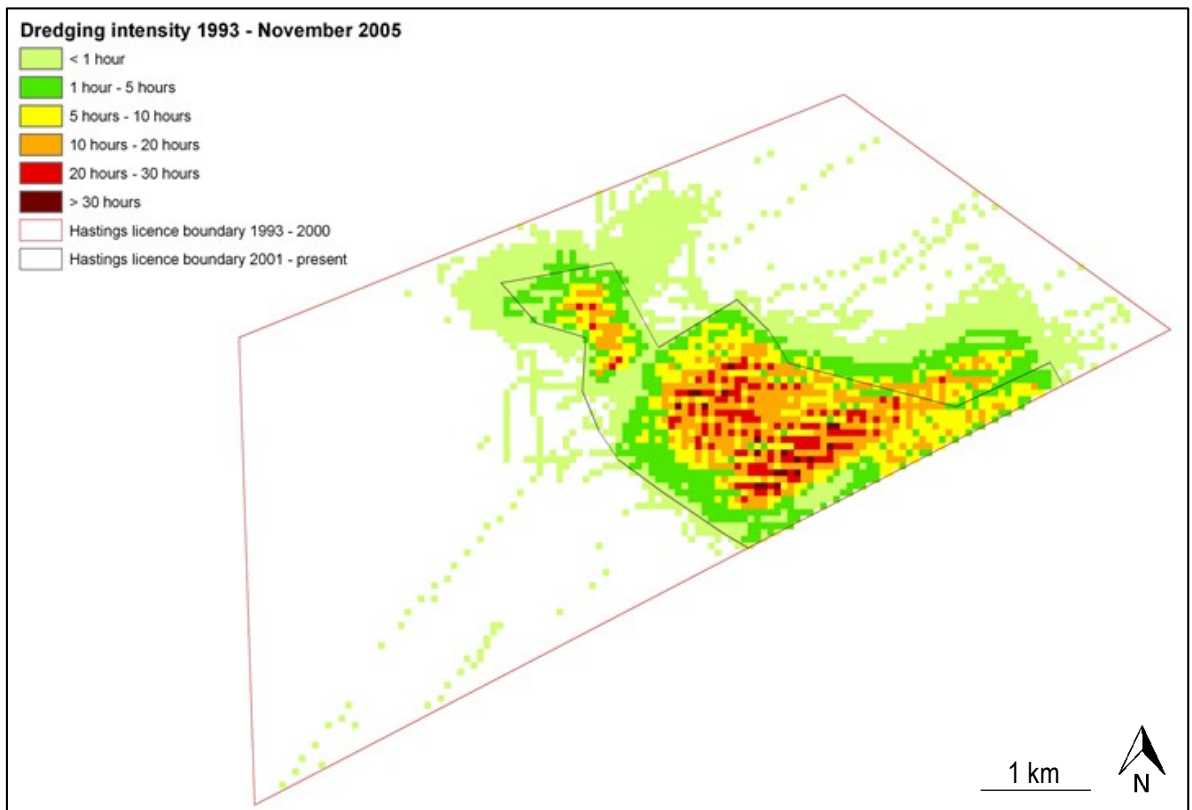 Dredging intensity 1993 - November 2005
< 1 hour
1 hour - 5 hours
5 hours - 10 hours
10 hours - 20 hours
20 hours - 30 hours
> 30 hours
Hastings licence boundary 1993 - 2000
Hastings licence boundary 2001 - present
1 km
N